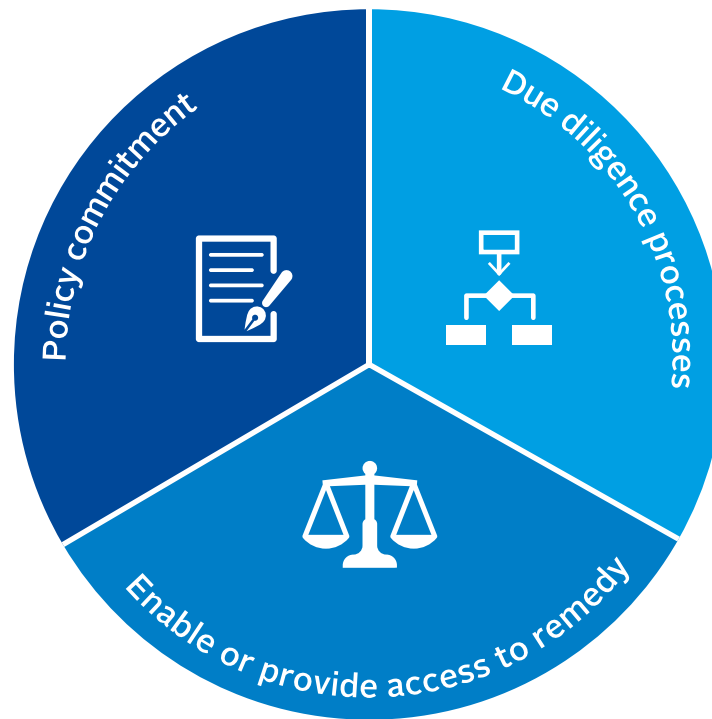 Policy commitment
Due diligence processes
Enable or provide access to remedy